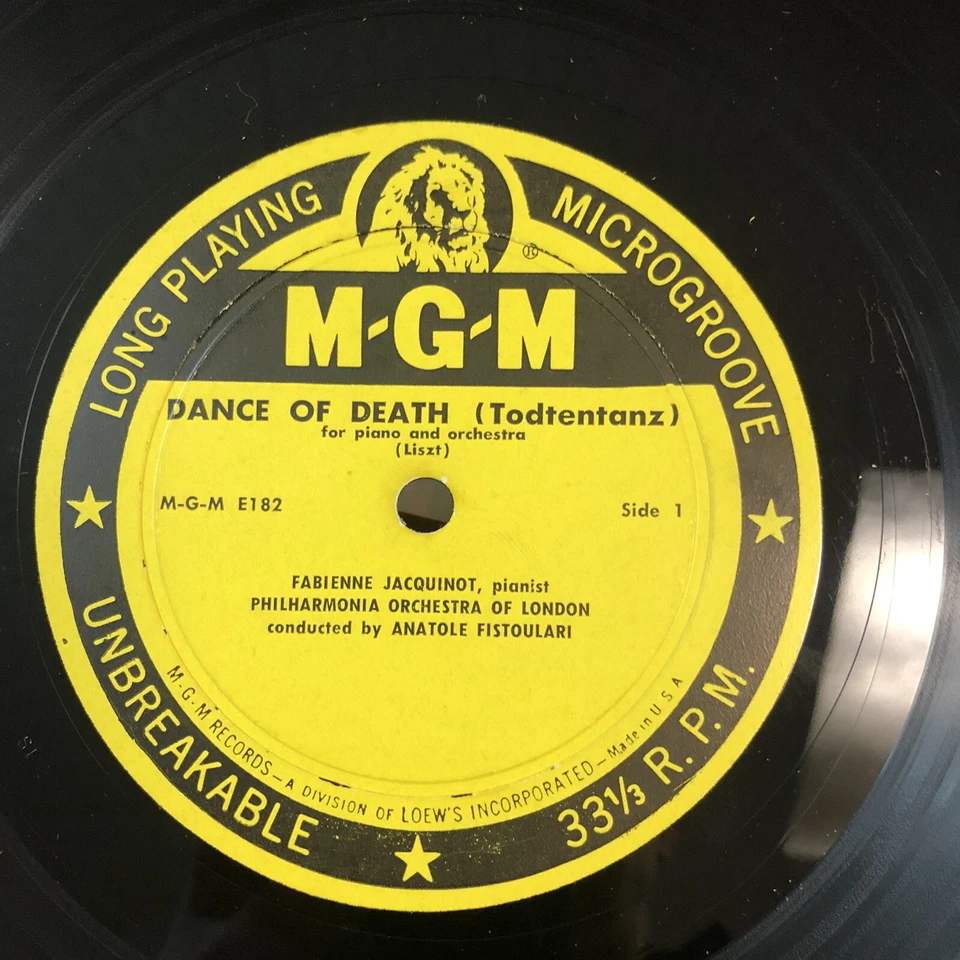 LONG PLAYING MICROGROOVE
®
M-G-M
DANCE OF DEATH (Todtentanz)
for piano and orchestra
(Liszt)
M-G-M E182
Side 1
FABIENNE JACQUINOT, pianist
PHILHARMONIA ORCHESTRA OF LONDON
conducted by ANATOLE FISTOULARI
M-G-M RECORDS—A DIVISION OF LOEW'S INCORPORATED—Made in U S A
UNBREAKABLE
33⅓ R. P. M.